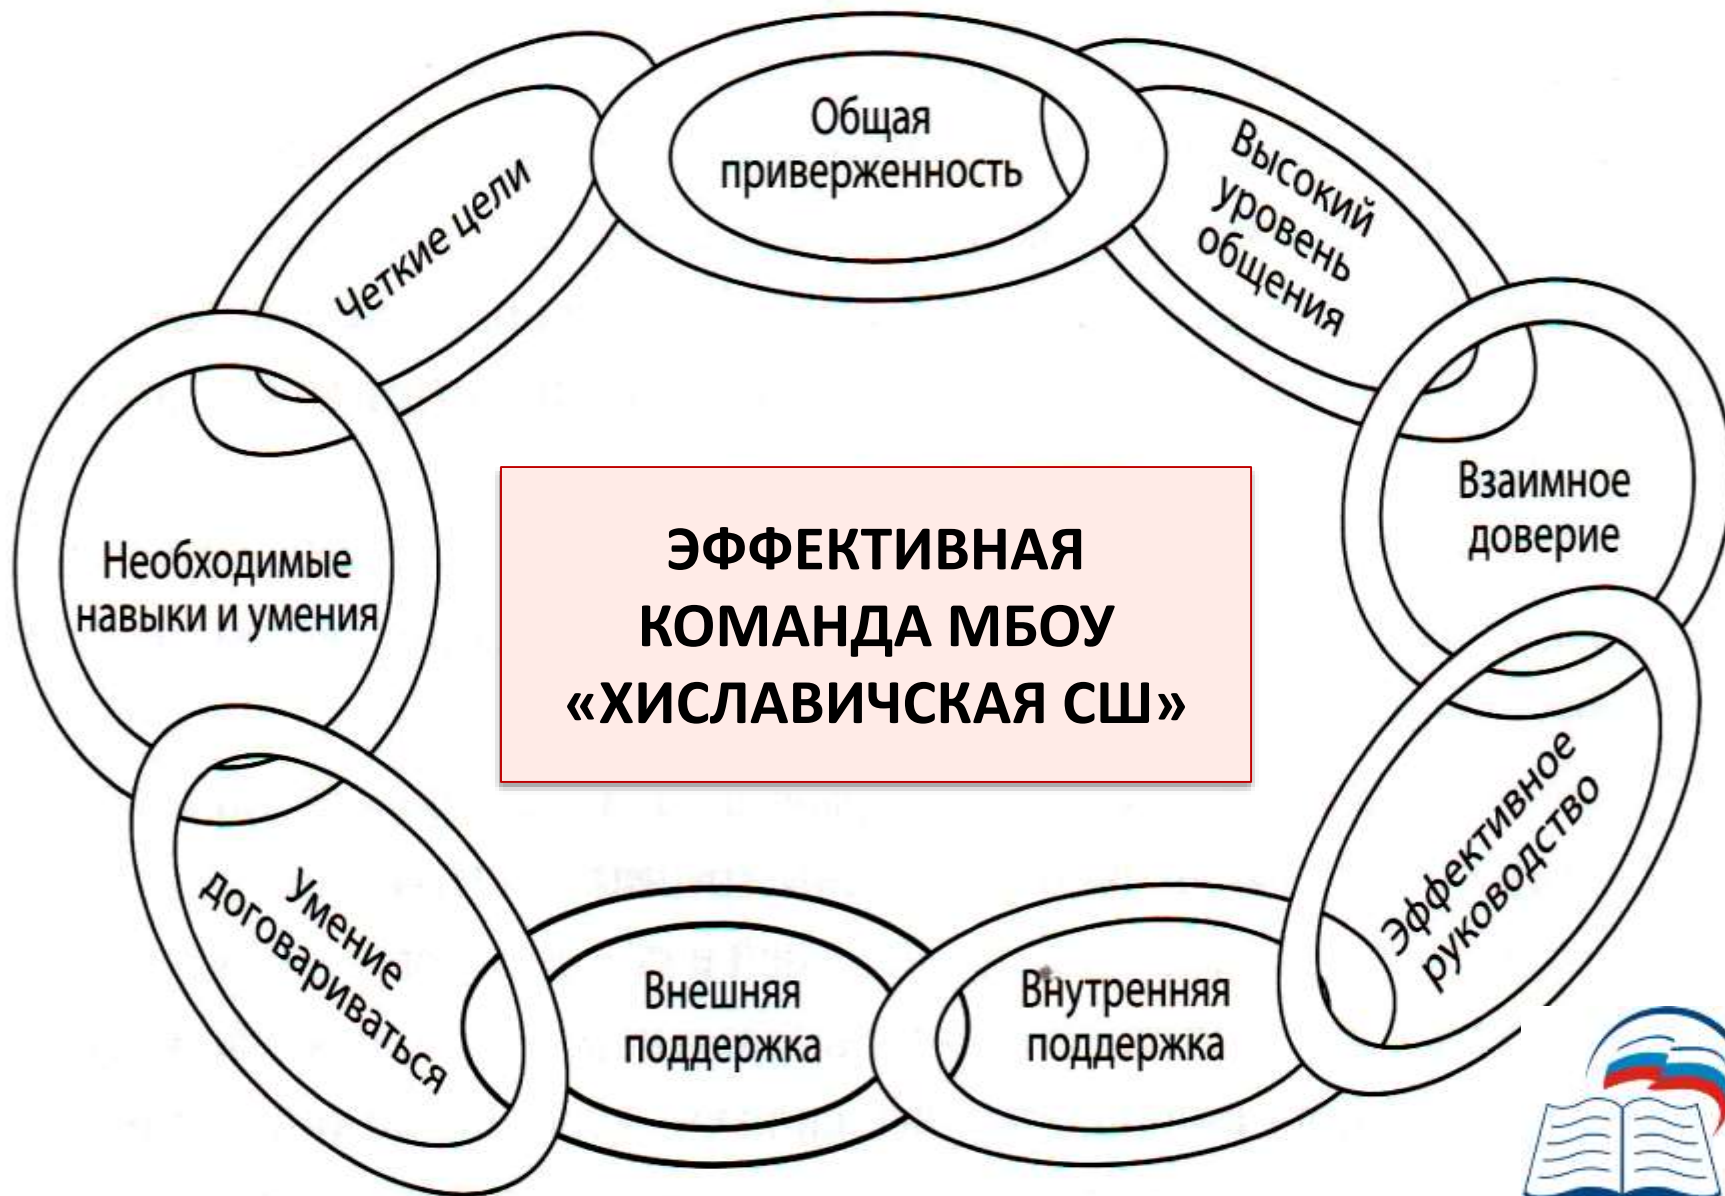 Общая
приверженность
Высокий
уровень
общения
Взаимное
доверие
Эффективное
руководство
Внутренняя
поддержка
Внешняя
поддержка
Умение
договариваться
Необходимые
навыки и умения
Четкие цели
ЭФФЕКТИВНАЯ
КОМАНДА МБОУ
«ХИСЛАВИЧСКАЯ СШ»